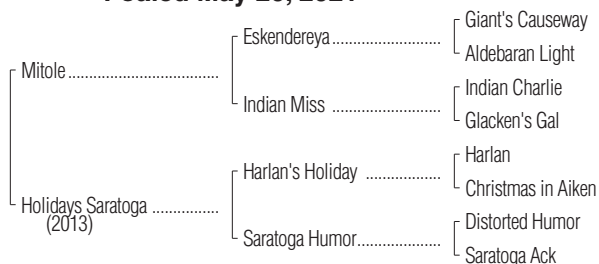 Foaled May 2021
Giant's Causeway
Eskendereya
Aldebaran Light
Mitole
Indian Charlie
Indian Miss
Glacken's Gal
Harlan
Harlan's Holiday
Christmas in Aiken
Holidays Saratoga
(2013)
Distorted Humor
Saratoga Humor
Saratoga Ack